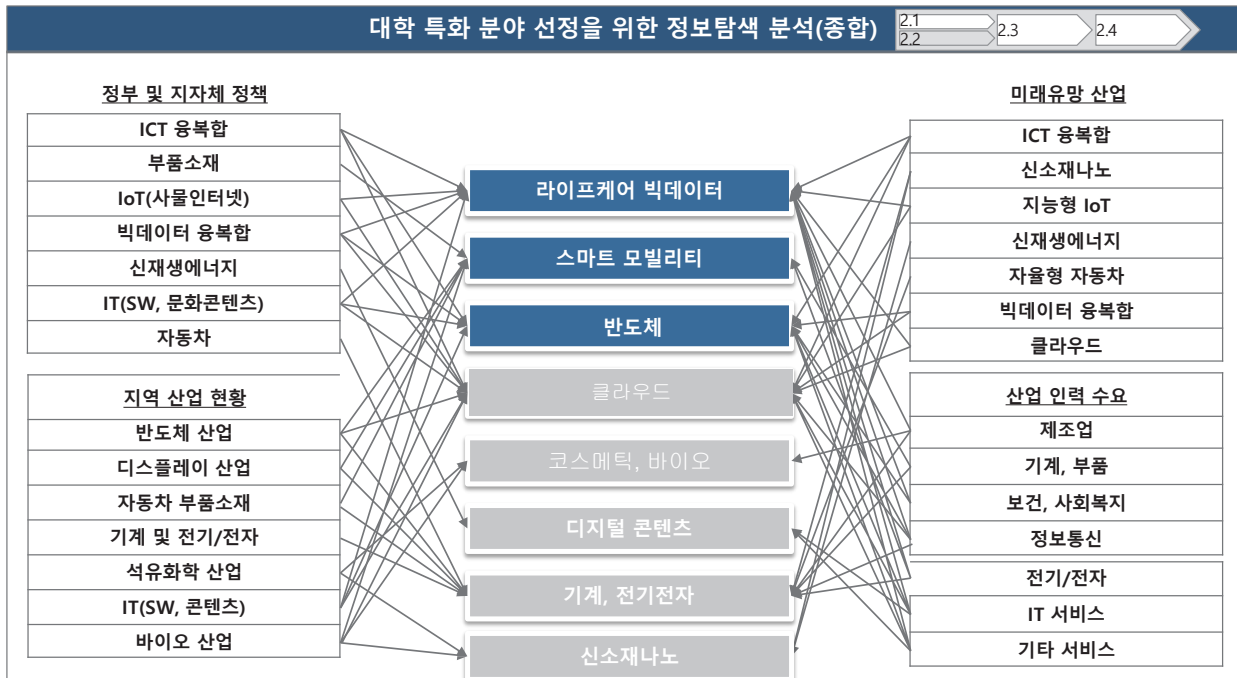 대학 특화 분야 선정을 위한 정보탐색 분석(종합)
2.1
2.2
2.3
2.4
정부 및 지자체 정책
ICT 융복합
부품소재
IoT(사물인터넷)
빅데이터 융복합
신재생에너지
IT(SW, 문화콘텐츠)
자동차
지역 산업 현황
반도체 산업
디스플레이 산업
자동차 부품소재
기계 및 전기/전자
석유화학 산업
IT(SW, 콘텐츠)
바이오 산업
라이프케어 빅데이터
스마트 모빌리티
반도체
클라우드
코스메틱, 바이오
디지털 콘텐츠
기계, 전기전자
신소재나노
미래유망 산업
ICT 융복합
신소재나노
지능형 IoT
신재생에너지
자율형 자동차
빅데이터 융복합
클라우드
산업 인력 수요
제조업
기계, 부품
보건, 사회복지
정보통신
전기/전자
IT 서비스
기타 서비스